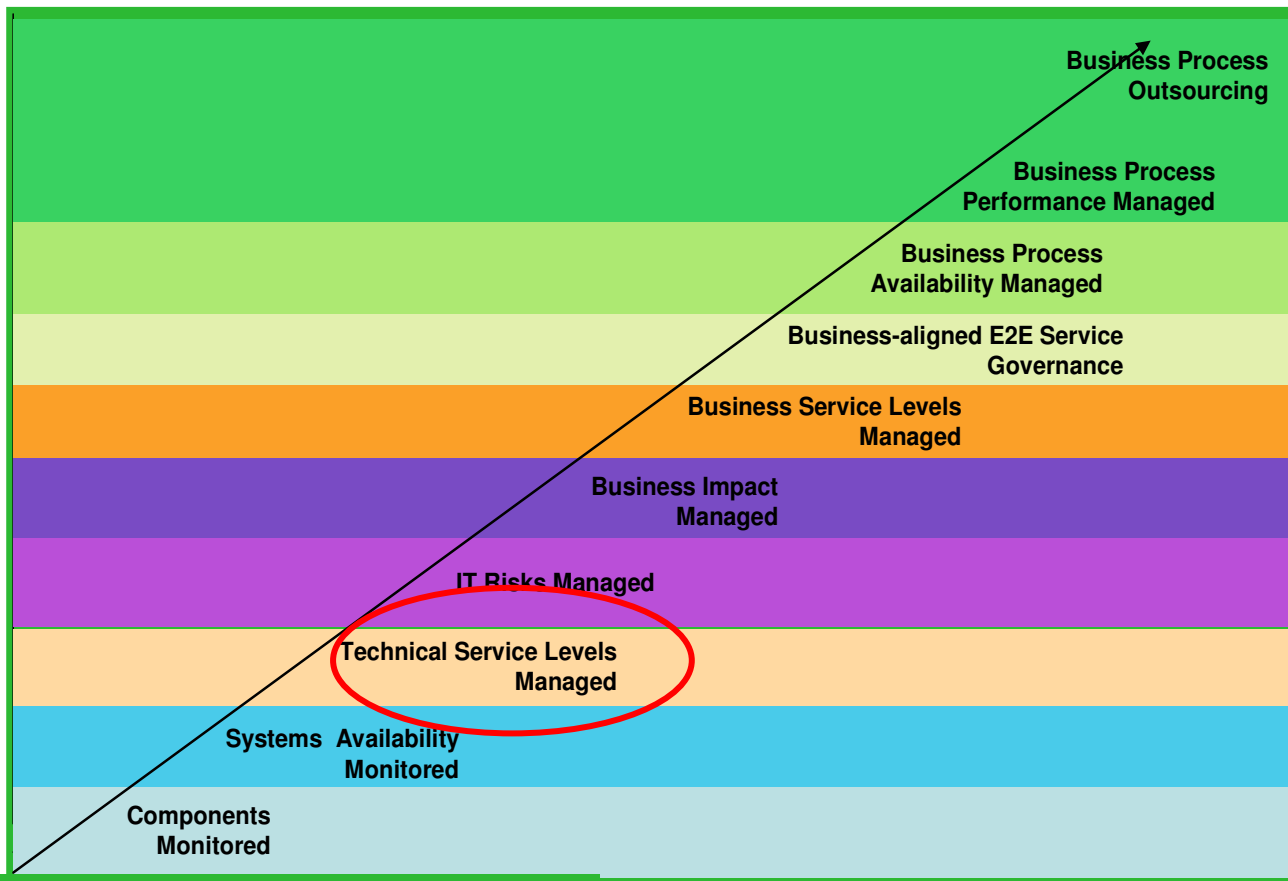 Business Process
Outsourcing
Business Process
Performance Managed
Business Process
Availability Managed
Business-aligned E2E Service
Governance
Business Service Levels
Managed
Business Impact
Managed
IT Risks Managed
Technical Service Levels
Managed
Systems Availability
Monitored
Components
Monitored